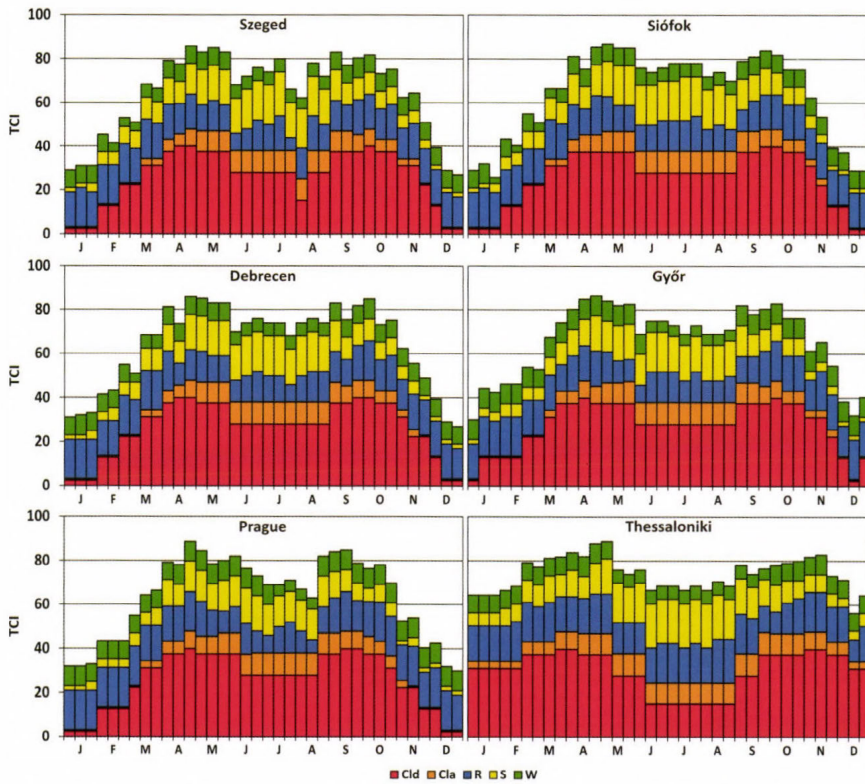 Szeged
Siófok
100
80
60
40
20
0
TCI
J F M A M J J A S O N D
J F M A M J J A S O N D
Debrecen
Győr
100
80
60
40
20
0
TCI
J F M A M J J A S O N D
J F M A M J J A S O N D
Prague
Thessaloniki
100
80
60
40
20
0
TCI
J F M A M J J A S O N D
J F M A M J J A S O N D
Cld Cla R S W